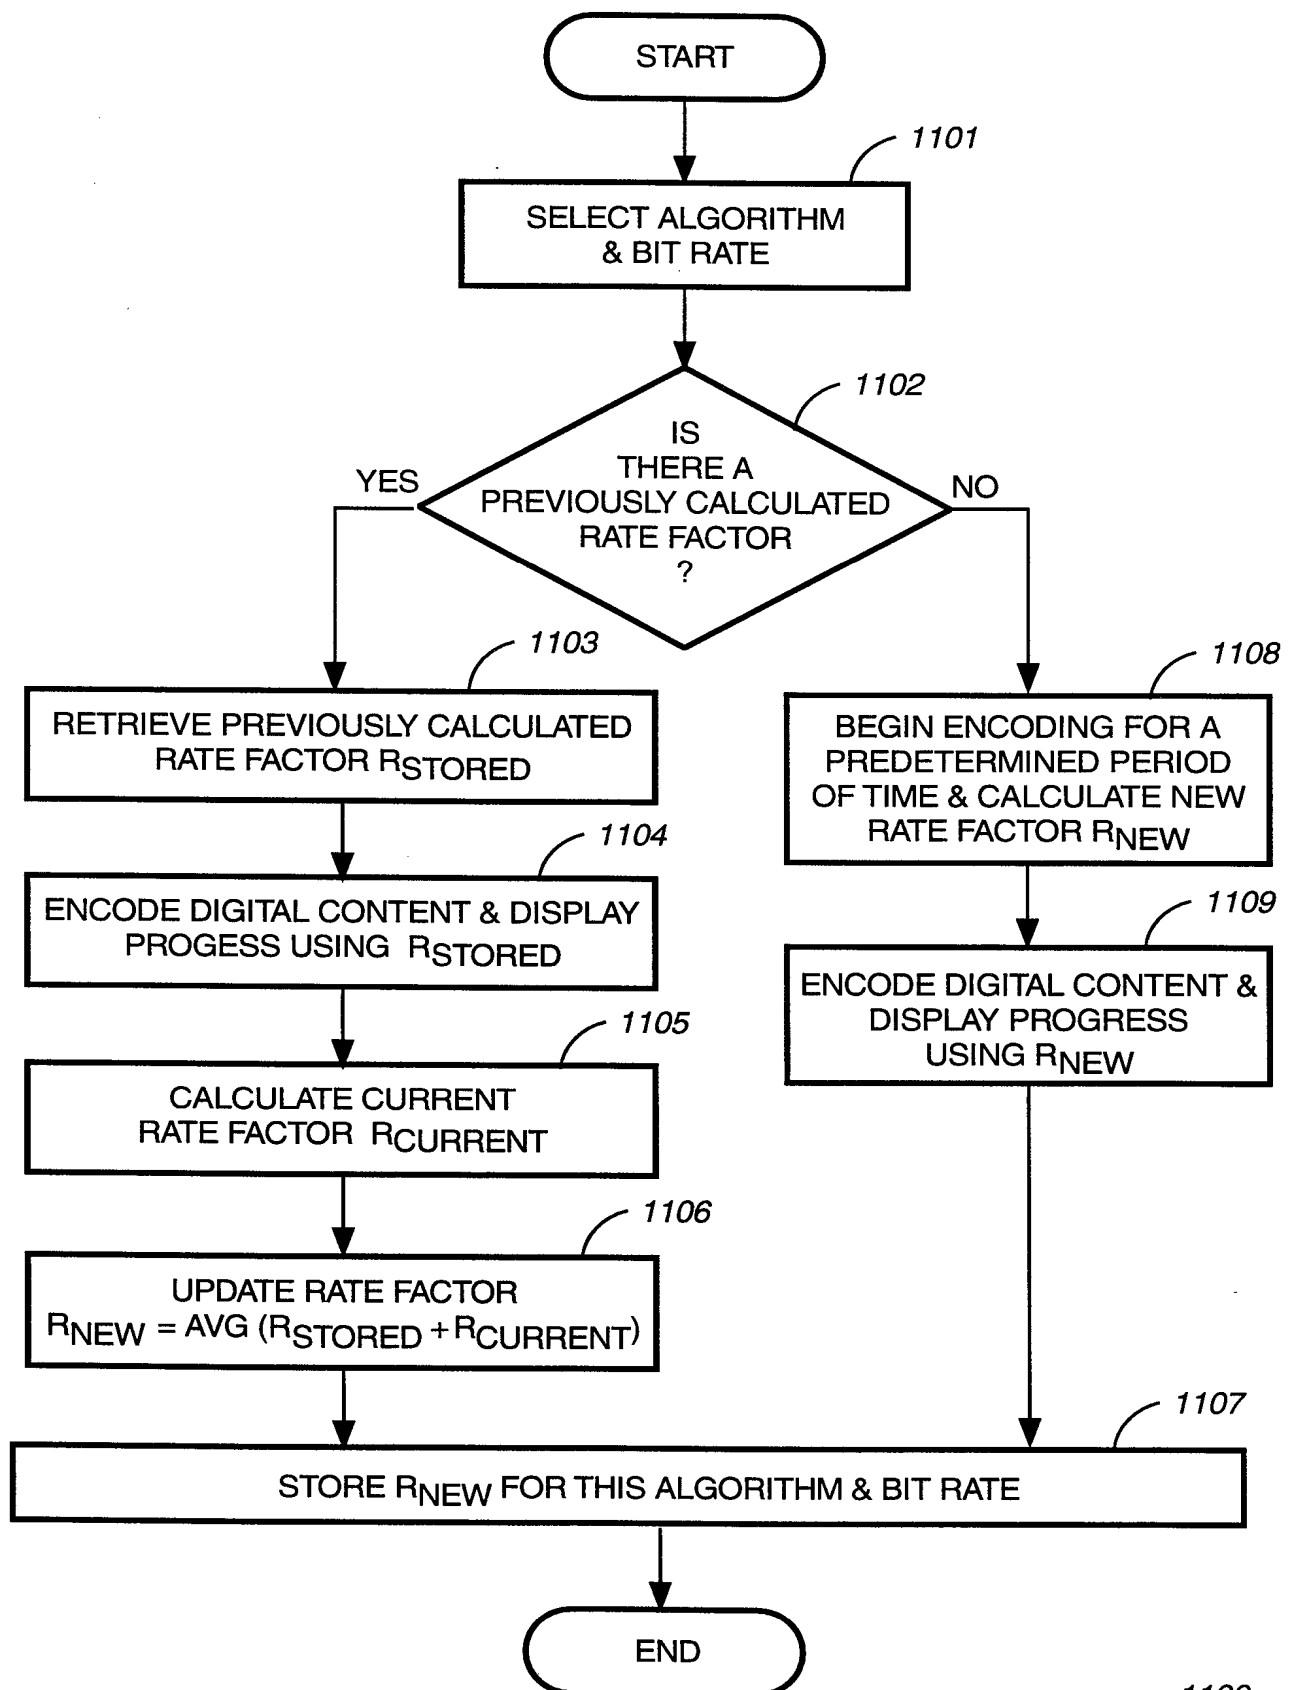 START
1101
SELECT ALGORITHM
& BIT RATE
1102
IS
THERE A
PREVIOUSLY CALCULATED
RATE FACTOR
?
YES
NO
1103
RETRIEVE PREVIOUSLY CALCULATED
RATE FACTOR RSTORED
1104
ENCODE DIGITAL CONTENT & DISPLAY
PROGESS USING RSTORED
1105
CALCULATE CURRENT
RATE FACTOR RCURRENT
1106
UPDATE RATE FACTOR
RNEW = AVG (RSTORED + RCURRENT)
1108
BEGIN ENCODING FOR A
PREDETERMINED PERIOD
OF TIME & CALCULATE NEW
RATE FACTOR RNEW
1109
ENCODE DIGITAL CONTENT &
DISPLAY PROGRESS
USING RNEW
1107
STORE RNEW FOR THIS ALGORITHM & BIT RATE
END